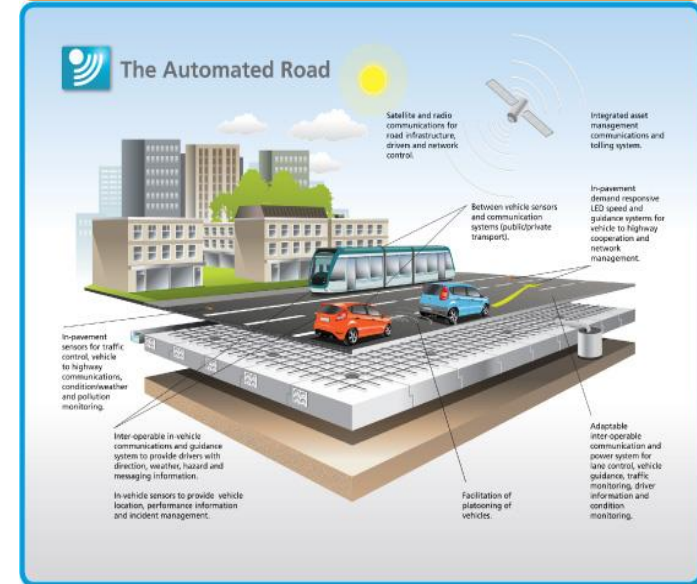 The Automated Road
Satellite and radio
communications for
road infrastructure,
drivers and network
control.
Integrated asset
management
communications and
tolling system.
Between vehicle sensors
and communication
systems (public/private
transport).
In-pavement
demand responsive
LED speed and
guidance systems for
vehicle to highway
cooperation and
network
management.
In-pavement
sensors for traffic
control, vehicle
to highway
communications,
condition/weather
and pollution
monitoring.
Inter-operable in-vehicle
communications and guidance
system to provide drivers with
direction, weather, hazard and
messaging information.
In-vehicle sensors to provide vehicle
location, performance information
and incident management.
Facilitation of
platooning of
vehicles.
Adaptable
inter-operable
communication and
power system for
lane control, vehicle
guidance, traffic
monitoring, driver
information and
condition
monitoring.